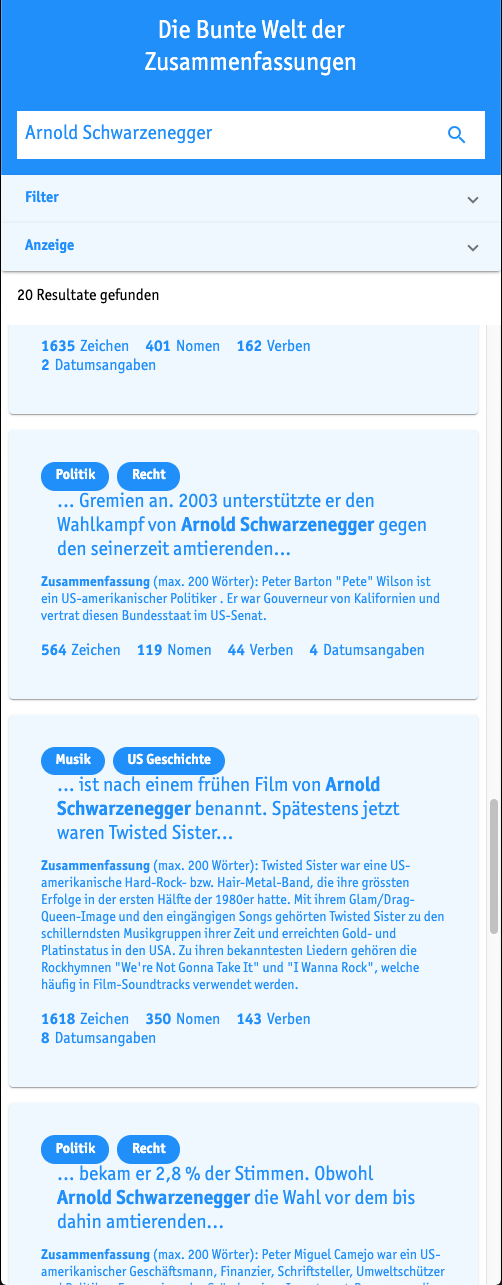 Die Bunte Welt der
Zusammenfassungen
Arnold Schwarzenegger
Filter
Anzeige
20 Resultate gefunden
1635 Zeichen 401 Nomen 162 Verben
2 Datumsangaben
Politik Recht
... Gremien an. 2003 unterstützte er den
Wahlkampf von Arnold Schwarzenegger gegen
den seinerzeit amtierenden...
Zusammenfassung (max. 200 Wörter): Peter Barton "Pete" Wilson ist
ein US-amerikanischer Politiker . Er war Gouverneur von Kalifornien und
vertrat diesen Bundesstaat im US-Senat.
564 Zeichen 119 Nomen 44 Verben 4 Datumsangaben
Musik US Geschichte
... ist nach einem frühen Film von Arnold
Schwarzenegger benannt. Spätestens jetzt
waren Twisted Sister...
Zusammenfassung (max. 200 Wörter): Twisted Sister war eine US-
amerikanische Hard-Rock- bzw. Hair-Metal-Band, die ihre grössten
Erfolge in der ersten Hälfte der 1980er hatte. Mit ihrem Glam/Drag-
Queen-Image und den eingängigen Songs gehörten Twisted Sister zu den
schillerndsten Musikgruppen ihrer Zeit und erreichten Gold- und
Platinstatus in den USA. Zu ihren bekanntesten Liedern gehören die
Rockhymnen "We're Not Gonna Take It" und "I Wanna Rock", welche
häufig in Film-Soundtracks verwendet werden.
1618 Zeichen 350 Nomen 143 Verben
8 Datumsangaben
Politik Recht
... bekam er 2,8 % der Stimmen. Obwohl
Arnold Schwarzenegger die Wahl vor dem bis
dahin amtierenden...
Zusammenfassung (max. 200 Wörter): Peter Miguel Camejo war ein US-
amerikanischer Geschäftsmann, Finanzier, Schriftsteller, Umweltschützer